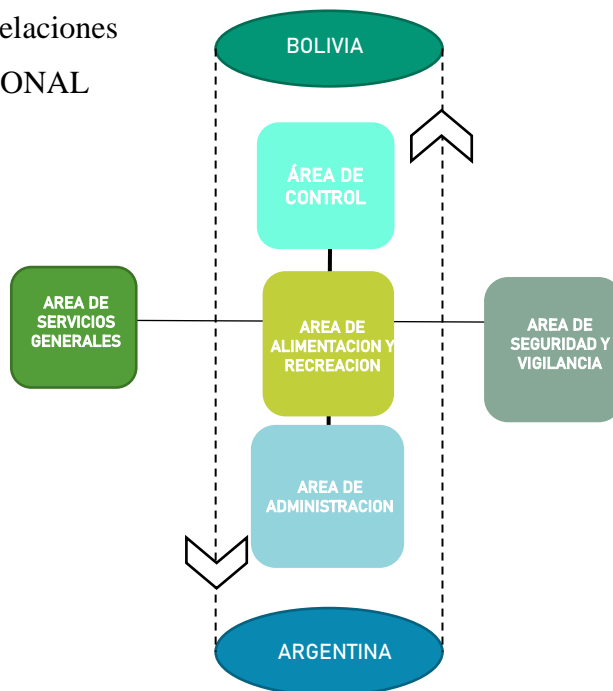 elaciones
ONAL
BOLIVIA
ÁREA DE
CONTROL
AREA DE
SERVICIOS
GENERALES
AREA DE
ALIMENTACION Y
RECREACION
AREA DE
SEGURIDAD Y
VIGILANCIA
AREA DE
ADMINISTRACION
ARGENTINA